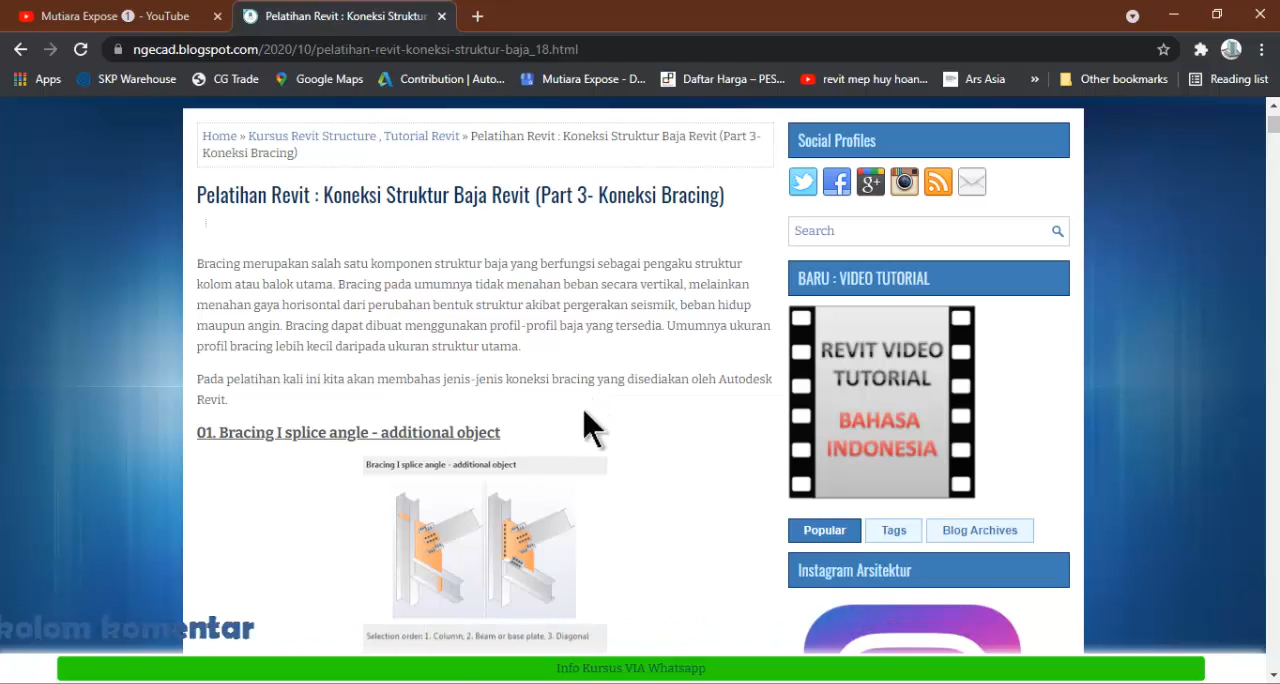 Mutiara Expose 1 - YouTube
Pelatihan Revit : Koneksi Struktur
ngecad.blogspot.com/2020/10/pelatihan-revit-koneksi-struktur-baja_18.html
Apps SKP Warehouse CG Trade Google Maps Contribution | Auto... Mutiara Expose - D... Daftar Harga – PES... revit mep huy hoan... Ars Asia » Other bookmarks Reading list
Home » Kursus Revit Structure , Tutorial Revit » Pelatihan Revit : Koneksi Struktur Baja Revit (Part 3-
Koneksi Bracing)
Pelatihan Revit : Koneksi Struktur Baja Revit (Part 3- Koneksi Bracing)
Bracing merupakan salah satu komponen struktur baja yang berfungsi sebagai pengaku struktur
kolom atau balok utama. Bracing pada umumnya tidak menahan beban secara vertikal, melainkan
menahan gaya horisontal dari perubahan bentuk struktur akibat pergerakan seismik, beban hidup
maupun angin. Bracing dapat dibuat menggunakan profil-profil baja yang tersedia. Umumnya ukuran
profil bracing lebih kecil daripada ukuran struktur utama.
Pada pelatihan kali ini kita akan membahas jenis-jenis koneksi bracing yang disediakan oleh Autodesk
Revit.
01. Bracing I splice angle - additional object
Bracing I splice angle - additional object
Selection order: 1. Column, 2. Beam or base plate, 3. Diagonal
Social Profiles
g+
Search
BARU : VIDEO TUTORIAL
REVIT VIDEO
TUTORIAL
BAHASA
INDONESIA
Popular Tags Blog Archives
Instagram Arsitektur
kolom komentar
Info Kursus VIA Whatsapp